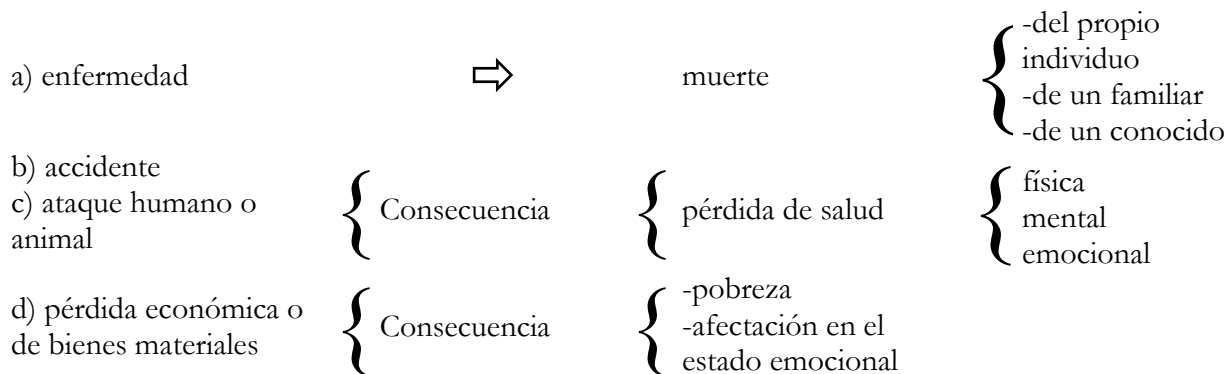 a) enfermedad
⇨
muerte
-del propio
individuo
-de un familiar
-de un conocido
b) accidente
c) ataque humano o
animal
Consecuencia
pérdida de salud
física
mental
emocional
d) pérdida económica o
de bienes materiales
Consecuencia
-pobreza
-afectación en el
estado emocional